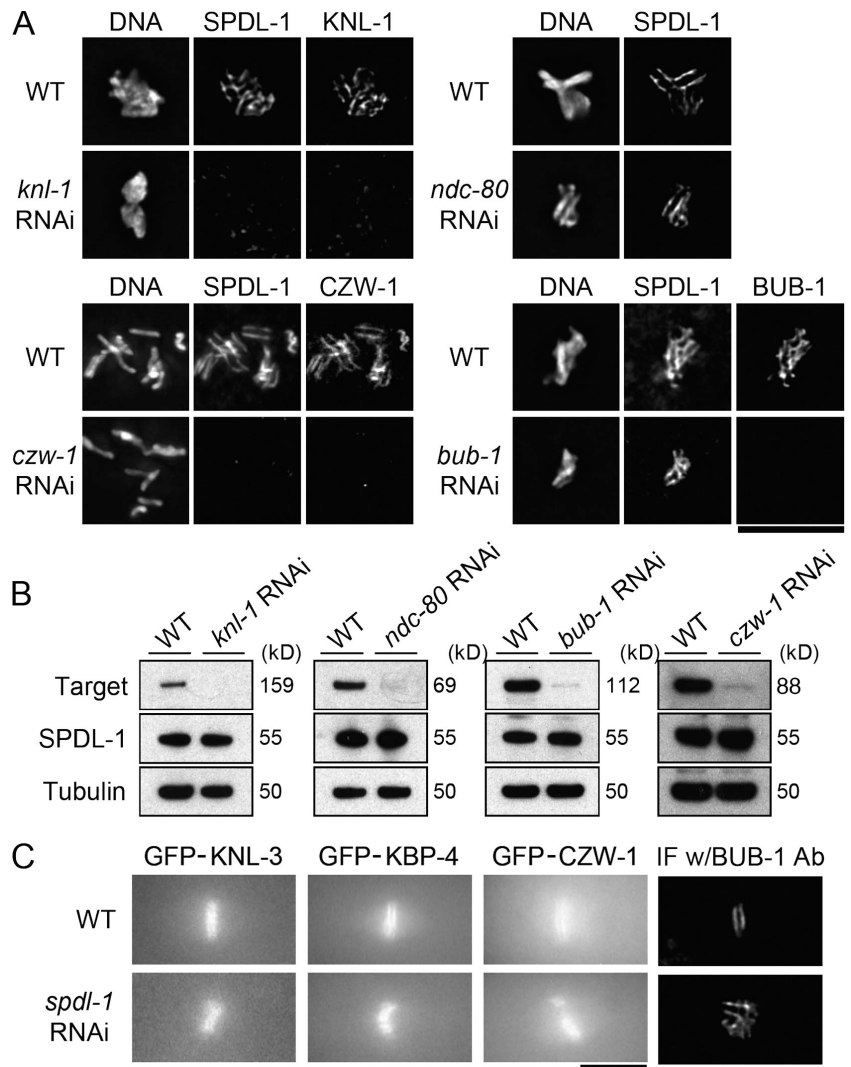 A
DNA SPDL-1 KNL-1
DNA SPDL-1
WT
WT
knl-1
RNAi
ndc-80
RNAi
DNA SPDL-1 CZW-1
DNA SPDL-1 BUB-1
WT
WT
czw-1
RNAi
bub-1
RNAi
B
WT knl-1 RNAi
WT ndc-80 RNAi
WT bub-1 RNAi
WT czw-1 RNAi
(kD) (kD) (kD) (kD)
Target 159 69 112 88
SPDL-1 55 55 55 55
Tubulin 50 50 50 50
C
GFP-KNL-3 GFP-KBP-4 GFP-CZW-1 IF w/BUB-1 Ab
WT
spdl-1
RNAi